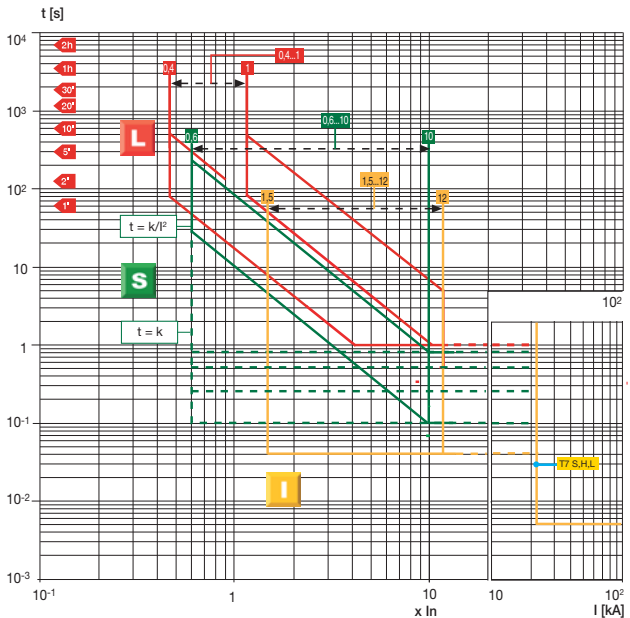 t [s]
10⁴
2h
1h
0,4
1
0,4...1
30'
20'
10³
10'
L
0,6
0,6...10
10
5'
2'
10²
1,5
1,5...12
12
1'
t = k/I²
S
10
10²
t = k
1
10⁻¹
T7 S,H,L
I
10⁻²
10⁻³
10⁻¹
1
10
x In
10
10²
I [kA]